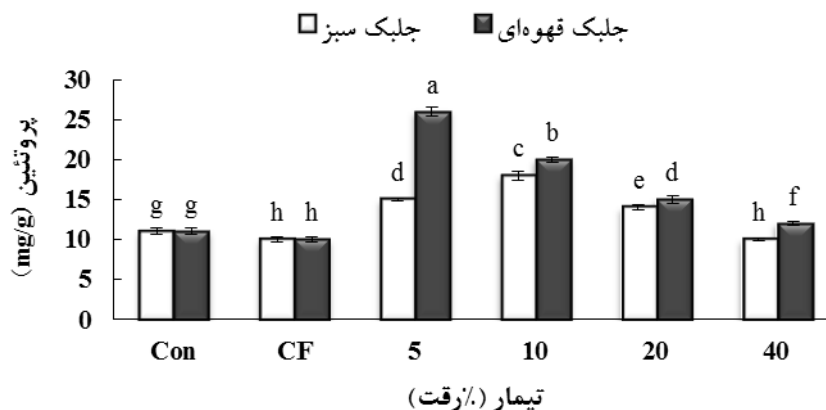 جلبک سبز جلبک قهوه‌ای
پروتئین (mg/g)
30
25
20
15
10
5
0
g g h h d a c b e d h f
Con CF 5 10 20 40
تیمار (٪رقت)